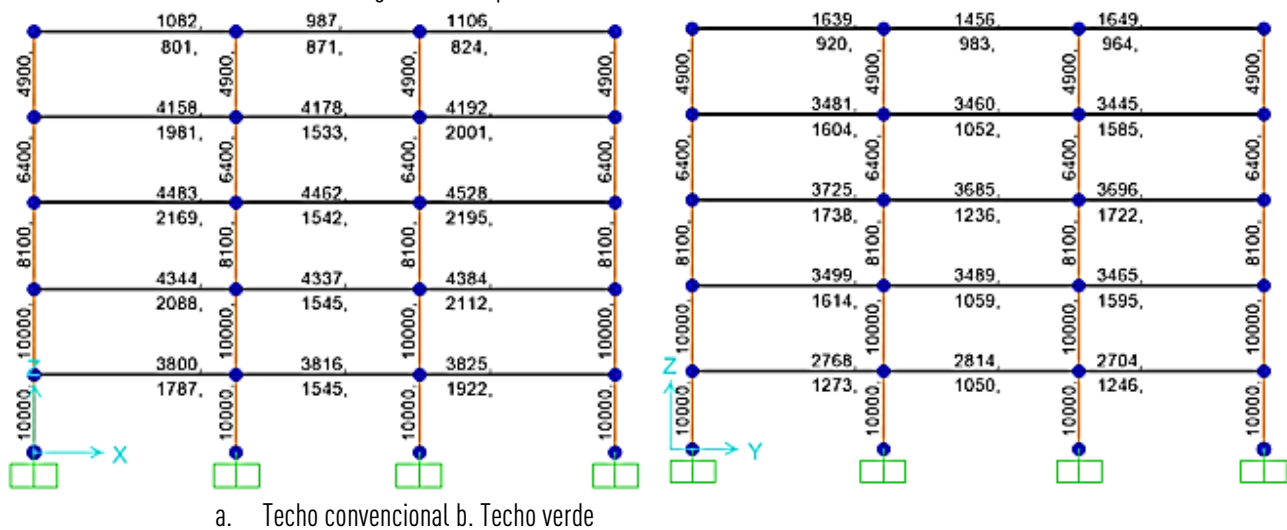 1082, 987, 1106,
801, 871, 824,
4900, 4900, 4900, 4900,
4158, 4178, 4192,
1981, 1533, 2001,
6400, 6400, 6400, 6400,
4483, 4462, 4528,
2169, 1542, 2195,
8100, 8100, 8100, 8100,
4344, 4337, 4384,
2088, 1545, 2112,
10000, 10000, 10000, 10000,
3800, 3816, 3825,
1787, 1545, 1922,
10000, 10000, 10000, 10000,
X
1639, 1456, 1649,
920, 983, 964,
4900, 4900, 4900, 4900,
3481, 3460, 3445,
1604, 1052, 1585,
6400, 6400, 6400, 6400,
3725, 3685, 3696,
1738, 1236, 1722,
8100, 8100, 8100, 8100,
3499, 3489, 3465,
1614, 1059, 1595,
10000, 10000, 10000, 10000,
2768, 2814, 2704,
Z
1273, 1050, 1246,
10000, 10000, 10000, 10000,
Y
a. Techo convencional b. Techo verde